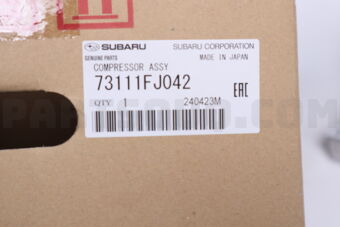 SUBARU SUBARU CORPORATION
GENUINE PARTS MADE IN JAPAN
COMPRESSOR ASSY
73111FJ042
QTY 1 240423M EAC